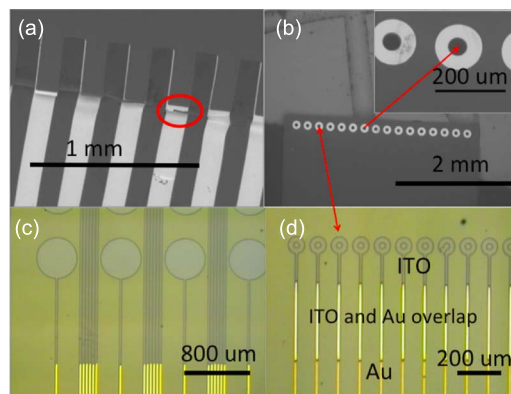 (a)
1 mm
(b)
200 um
2 mm
(c)
800 um
(d)
ITO
ITO and Au overlap
Au
200 um